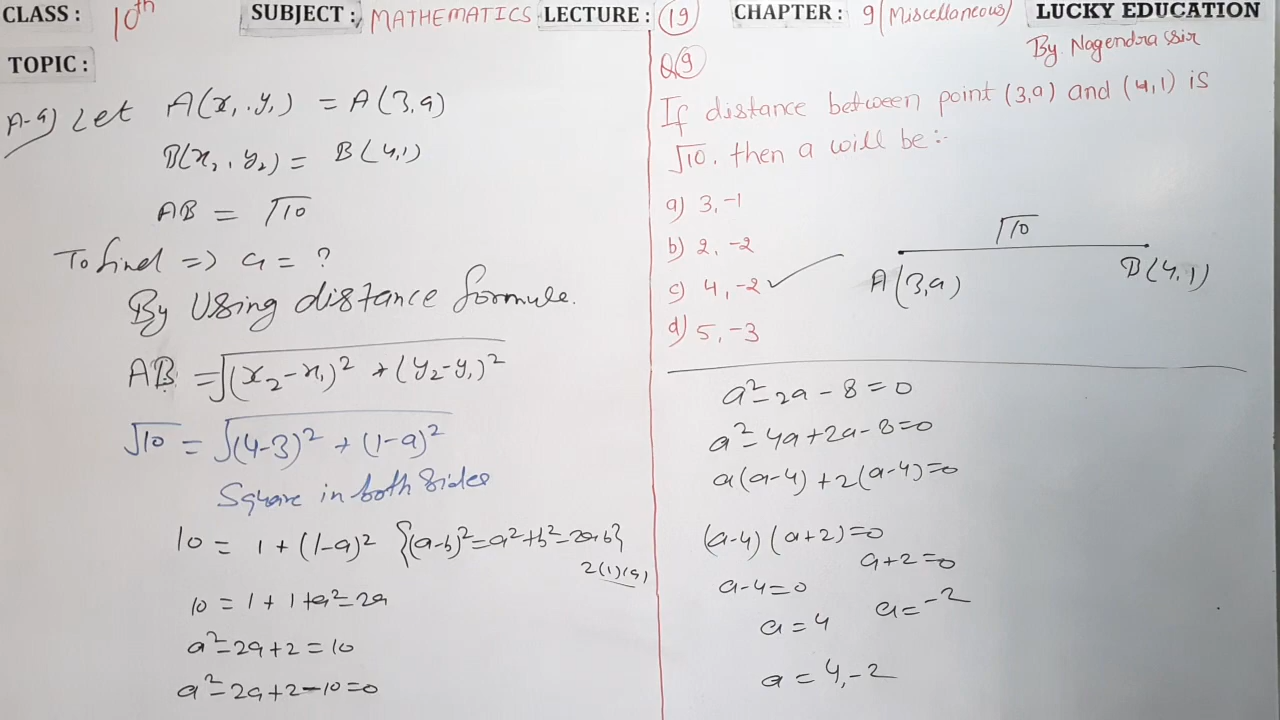 CLASS : 10th SUBJECT : MATHEMATICS LECTURE : 19 CHAPTER : 9 (Miscellaneous) LUCKY EDUCATION
By. Nagendra Sir
TOPIC :
A-9) Let A(x₁, y₁) = A(3,a)
B(x₂, y₂) = B(4,1)
AB = √10
To find => a = ?
By Using distance formule.
AB = √(x₂-x₁)² + (y₂-y₁)²
√10 = √(4-3)² + (1-a)²
Square in both sides
10 = 1 + (1-a)² {(a-b)² = a²+b²-2ab}
2(1)(a)
10 = 1 + 1 + a² - 2a
a² - 2a + 2 = 10
a² - 2a + 2 - 10 = 0
Q9
If distance between point (3,a) and (4,1) is
√10. then a will be :-
a) 3, -1
b) 2, -2
c) 4, -2 ✓
d) 5, -3
√10
A(3,a) B(4,1)
a² - 2a - 8 = 0
a² - 4a + 2a - 8 = 0
a(a-4) + 2(a-4) = 0
(a-4) (a+2) = 0
a-4 = 0 a+2 = 0
a = 4 a = -2
a = 4, -2